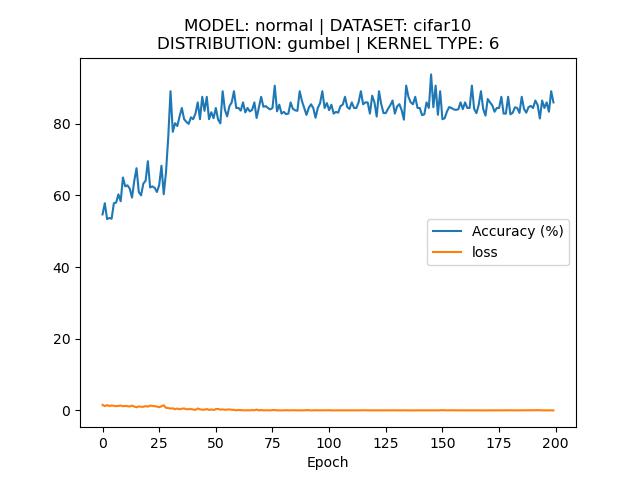 MODEL: normal | DATASET: cifar10
DISTRIBUTION: gumbel | KERNEL TYPE: 6
80
60
40
20
0
Accuracy (%)
loss
0 25 50 75 100 125 150 175 200
Epoch